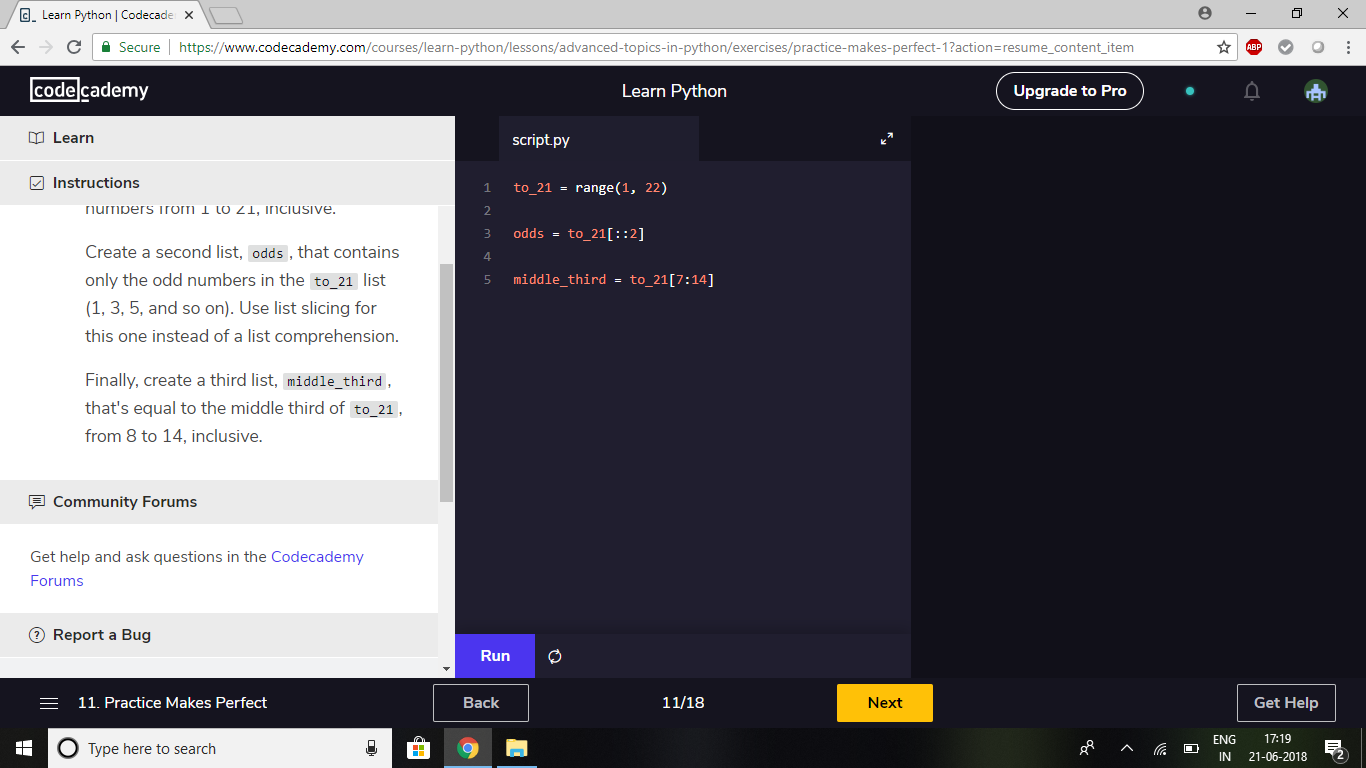 Learn Python | Codecade
Secure | https://www.codecademy.com/courses/learn-python/lessons/advanced-topics-in-python/exercises/practice-makes-perfect-1?action=resume_content_item
ABP
codecademy
Learn Python
Upgrade to Pro
Learn
Instructions
numbers from 1 to 21, inclusive.
Create a second list, odds, that contains
only the odd numbers in the to_21 list
(1, 3, 5, and so on). Use list slicing for
this one instead of a list comprehension.
Finally, create a third list, middle_third,
that's equal to the middle third of to_21,
from 8 to 14, inclusive.
Community Forums
Get help and ask questions in the Codecademy
Forums
Report a Bug
script.py
1 to_21 = range(1, 22)
2
3 odds = to_21[::2]
4
5 middle_third = to_21[7:14]
Run
11. Practice Makes Perfect
Back
11/18
Next
Get Help
Type here to search
ENG
IN
17:19
21-06-2018
2